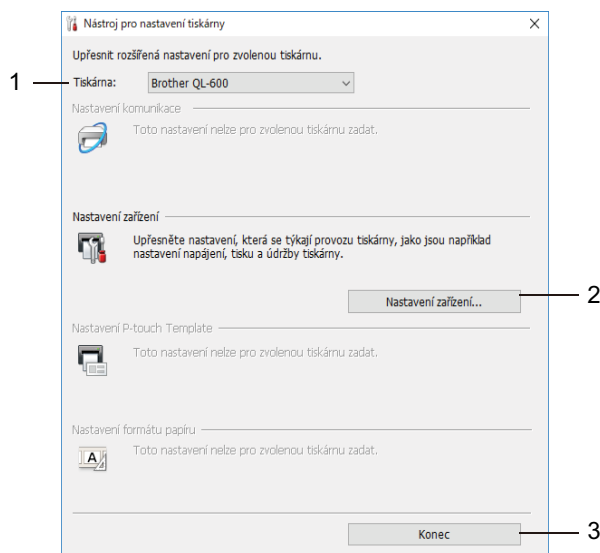 Nástroj pro nastavení tiskárny
Upřesnit rozšířená nastavení pro zvolenou tiskárnu.
1
Tiskárna: Brother QL-600
Nastavení komunikace
Toto nastavení nelze pro zvolenou tiskárnu zadat.
Nastavení zařízení
Upřesněte nastavení, která se týkají provozu tiskárny, jako jsou například
nastavení napájení, tisku a údržby tiskárny.
Nastavení zařízení...
2
Nastavení P-touch Template
Toto nastavení nelze pro zvolenou tiskárnu zadat.
Nastavení formátu papíru
A
Toto nastavení nelze pro zvolenou tiskárnu zadat.
Konec
3